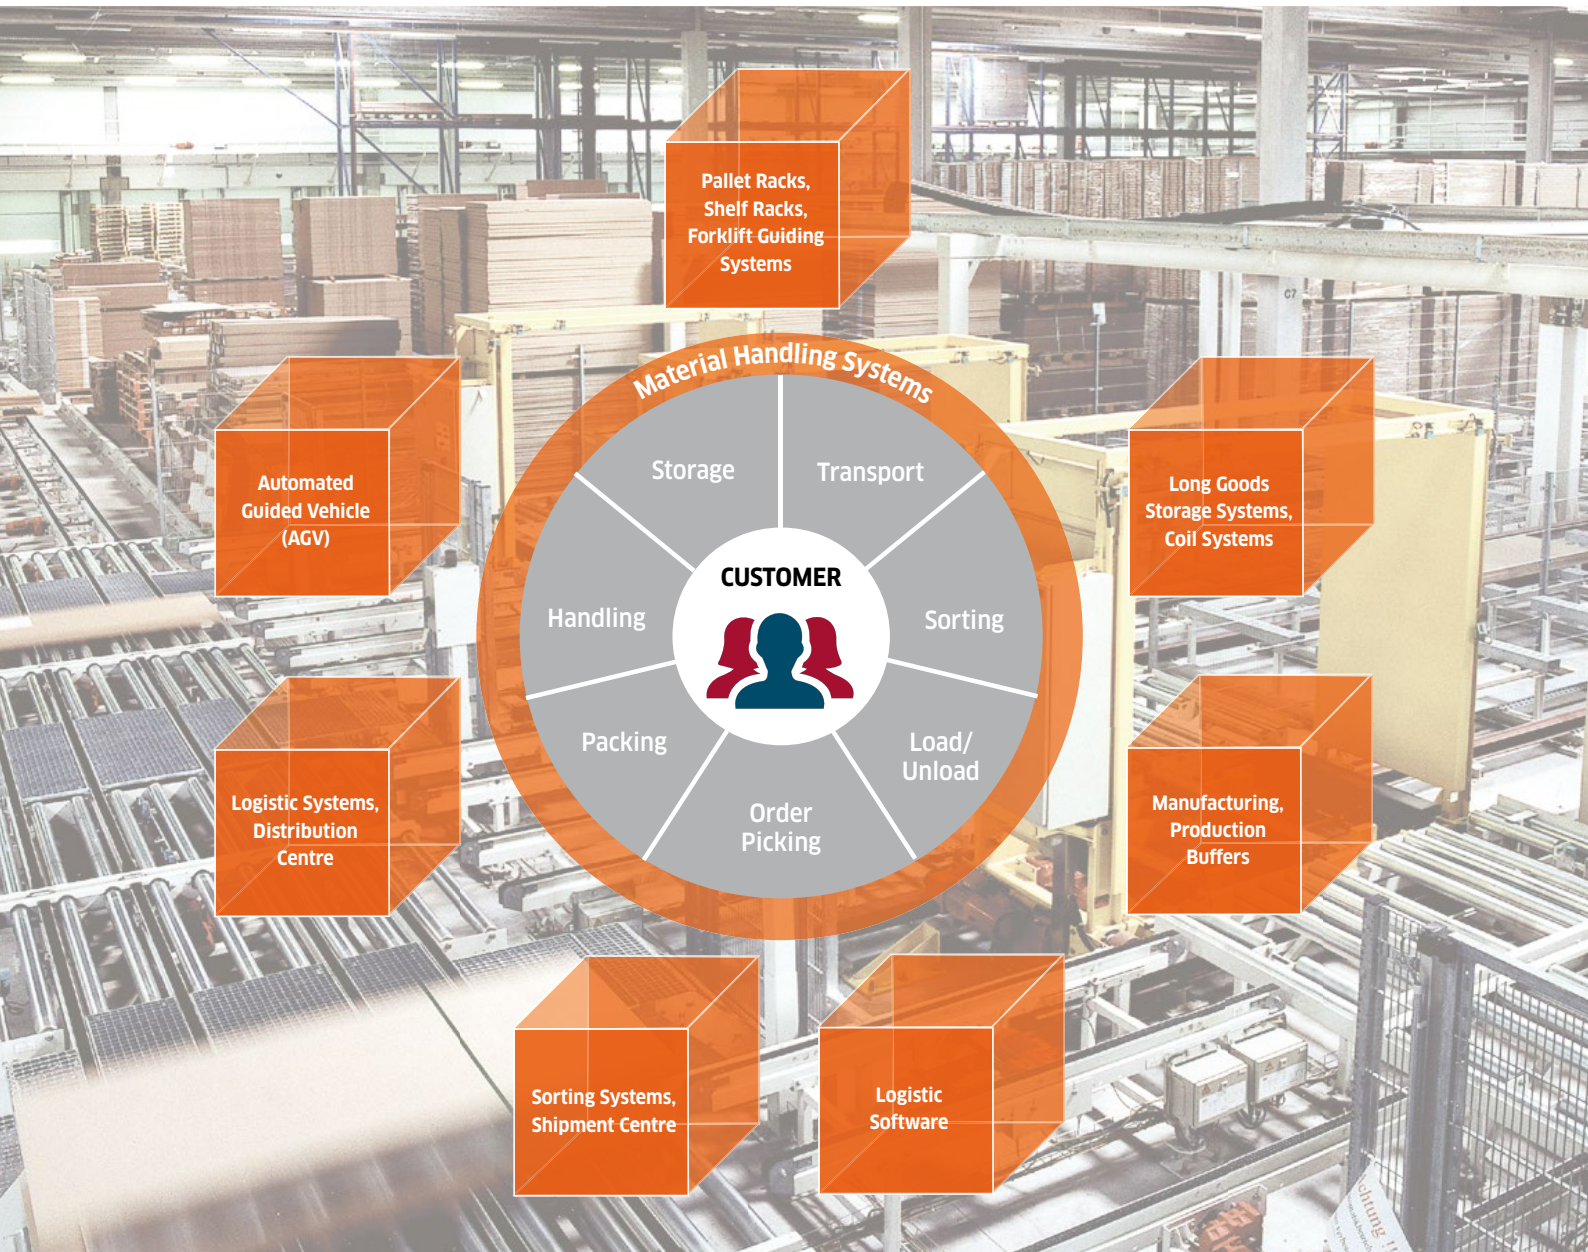 Pallet Racks,
Shelf Racks,
Forklift Guiding
Systems
Material Handling Systems
Storage
Transport
Automated
Guided Vehicle
(AGV)
Long Goods
Storage Systems,
Coil Systems
CUSTOMER
Handling
Sorting
Packing
Load/
Unload
Order
Picking
Logistic Systems,
Distribution
Centre
Manufacturing,
Production
Buffers
Sorting Systems,
Shipment Centre
Logistic
Software
C7
Achtung !!